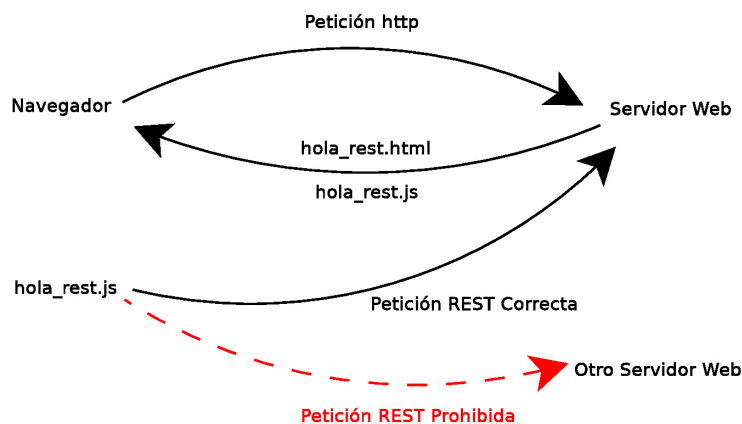 Petición http
Navegador
Servidor Web
hola_rest.html
hola_rest.js
hola_rest.js
Petición REST Correcta
Otro Servidor Web
Petición REST Prohibida